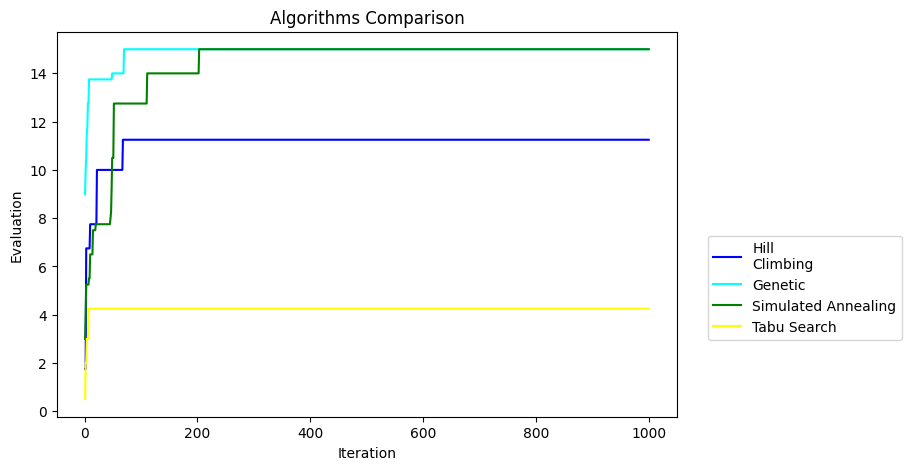 Algorithms Comparison
14
12
10
8
6
4
2
0
Evaluation
0 200 400 600 800 1000
Iteration
Hill
Climbing
Genetic
Simulated Annealing
Tabu Search